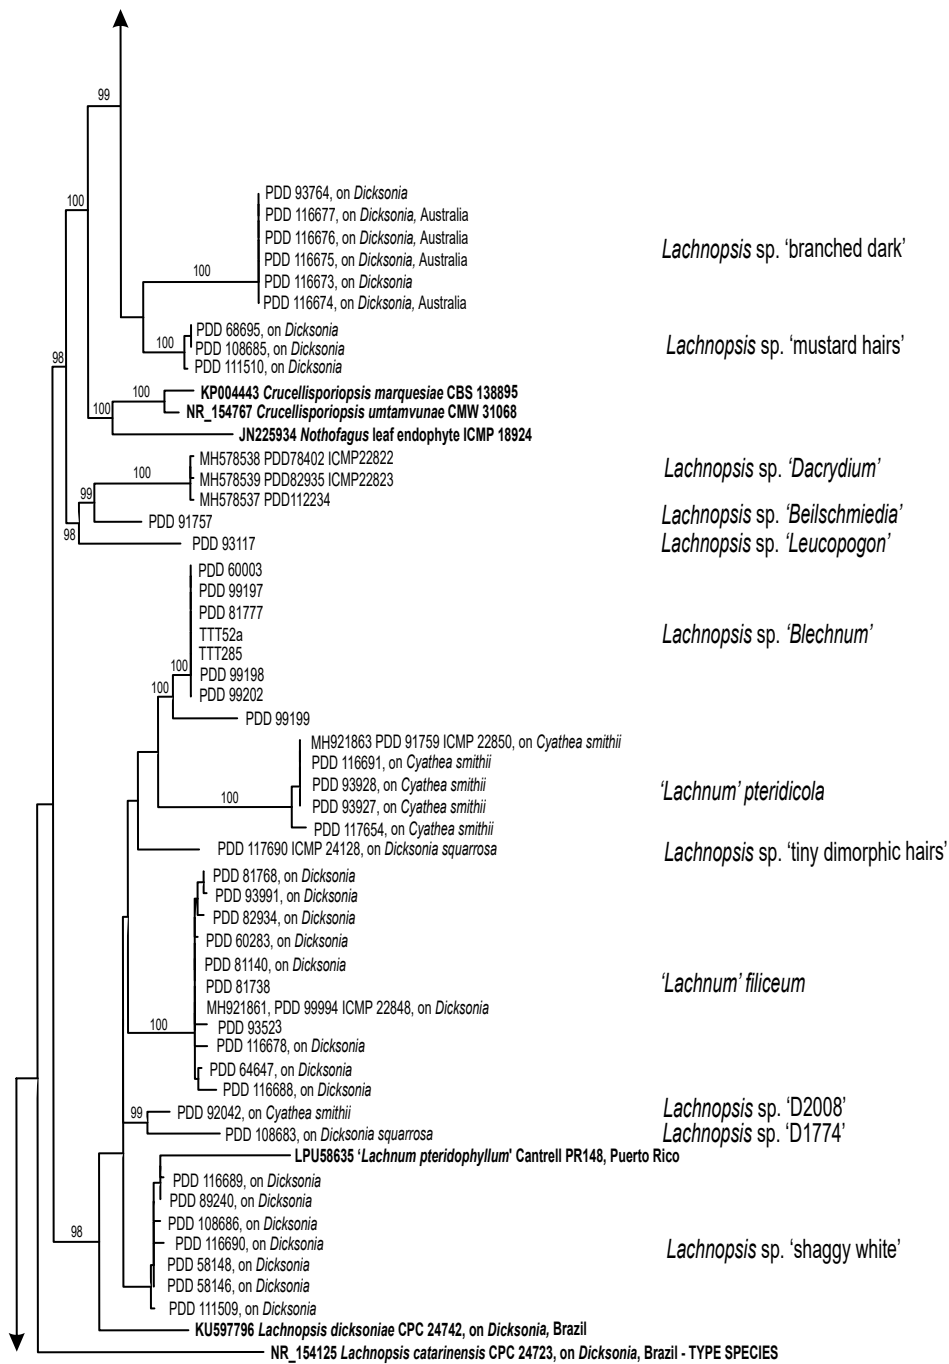 99
100
PDD 93764, on Dicksonia
PDD 116677, on Dicksonia, Australia
PDD 116676, on Dicksonia, Australia
Lachnopsis sp. ‘branched dark’
PDD 116675, on Dicksonia, Australia
100
PDD 116673, on Dicksonia
PDD 116674, on Dicksonia, Australia
PDD 68695, on Dicksonia
100
PDD 108685, on Dicksonia
Lachnopsis sp. ‘mustard hairs’
PDD 111510, on Dicksonia
98
100
KP004443 Crucellisporiopsis marquesiae CBS 138895
100
NR_154767 Crucellisporiopsis umtamvunae CMW 31068
JN225934 Nothofagus leaf endophyte ICMP 18924
MH578538 PDD78402 ICMP22822
100
MH578539 PDD82935 ICMP22823
Lachnopsis sp. ‘Dacrydium’
99
MH578537 PDD112234
PDD 91757
Lachnopsis sp. ‘Beilschmiedia’
98
PDD 93117
Lachnopsis sp. ‘Leucopogon’
PDD 60003
PDD 99197
PDD 81777
TTT52a
Lachnopsis sp. ‘Blechnum’
TTT285
100
PDD 99198
100
PDD 99202
PDD 99199
MH921863 PDD 91759 ICMP 22850, on Cyathea smithii
PDD 116691, on Cyathea smithii
PDD 93928, on Cyathea smithii
‘Lachnum’ pteridicola
100
PDD 93927, on Cyathea smithii
PDD 117654, on Cyathea smithii
PDD 117690 ICMP 24128, on Dicksonia squarrosa
Lachnopsis sp. ‘tiny dimorphic hairs’
PDD 81768, on Dicksonia
PDD 93991, on Dicksonia
PDD 82934, on Dicksonia
PDD 60283, on Dicksonia
PDD 81140, on Dicksonia
PDD 81738
‘Lachnum’ filiceum
MH921861, PDD 99994 ICMP 22848, on Dicksonia
100
PDD 93523
PDD 116678, on Dicksonia
PDD 64647, on Dicksonia
PDD 116688, on Dicksonia
99
PDD 92042, on Cyathea smithii
Lachnopsis sp. ‘D2008’
PDD 108683, on Dicksonia squarrosa
Lachnopsis sp. ‘D1774’
LPU58635 ‘Lachnum pteridophyllum’ Cantrell PR148, Puerto Rico
PDD 116689, on Dicksonia
PDD 89240, on Dicksonia
PDD 108686, on Dicksonia
98
PDD 116690, on Dicksonia
Lachnopsis sp. ‘shaggy white’
PDD 58148, on Dicksonia
PDD 58146, on Dicksonia
PDD 111509, on Dicksonia
KU597796 Lachnopsis dicksoniae CPC 24742, on Dicksonia, Brazil
NR_154125 Lachnopsis catarinensis CPC 24723, on Dicksonia, Brazil - TYPE SPECIES